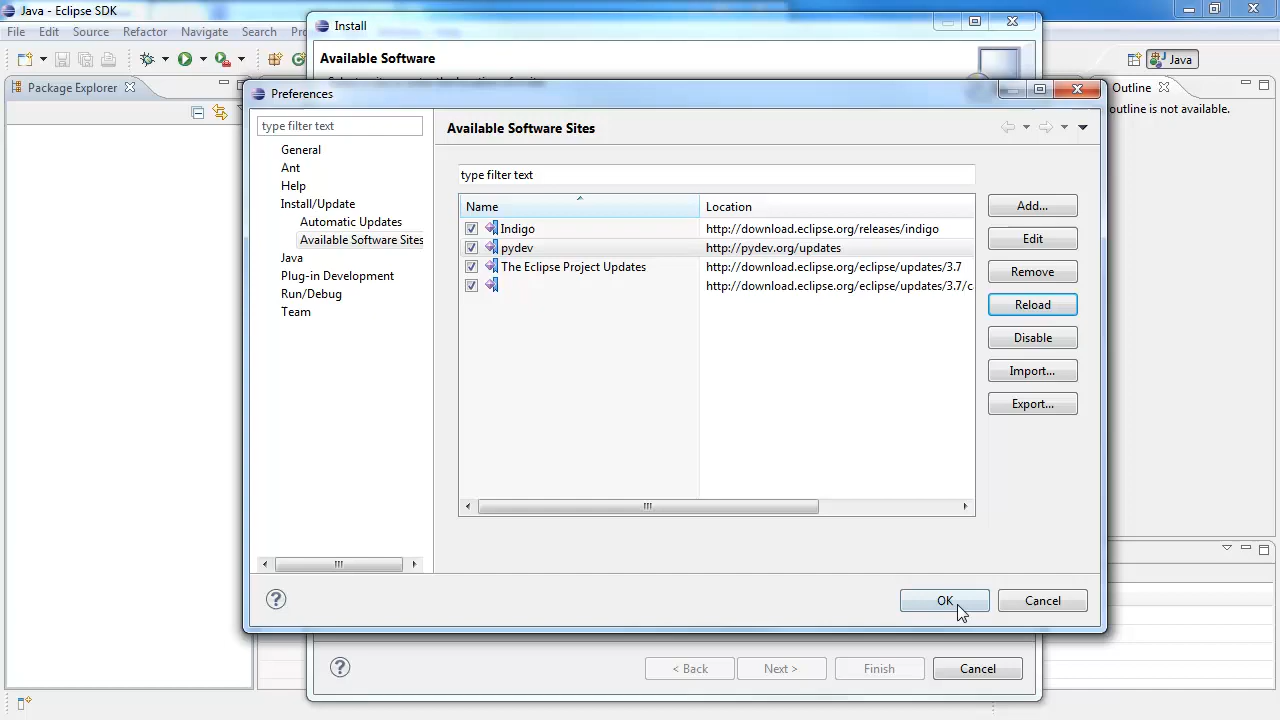 Java - Eclipse SDK
File Edit Source Refactor Navigate Search
Install
Available Software
Java
Package Explorer
Outline
outline is not available.
Preferences
type filter text
General
Ant
Help
Install/Update
Automatic Updates
Available Software Sites
Java
Plug-in Development
Run/Debug
Team
Available Software Sites
type filter text
Name Location
Indigo http://download.eclipse.org/releases/indigo
pydev http://pydev.org/updates
The Eclipse Project Updates http://download.eclipse.org/eclipse/updates/3.7
http://download.eclipse.org/eclipse/updates/3.7/c
Add...
Edit
Remove
Reload
Disable
Import...
Export...
OK Cancel
< Back Next > Finish Cancel